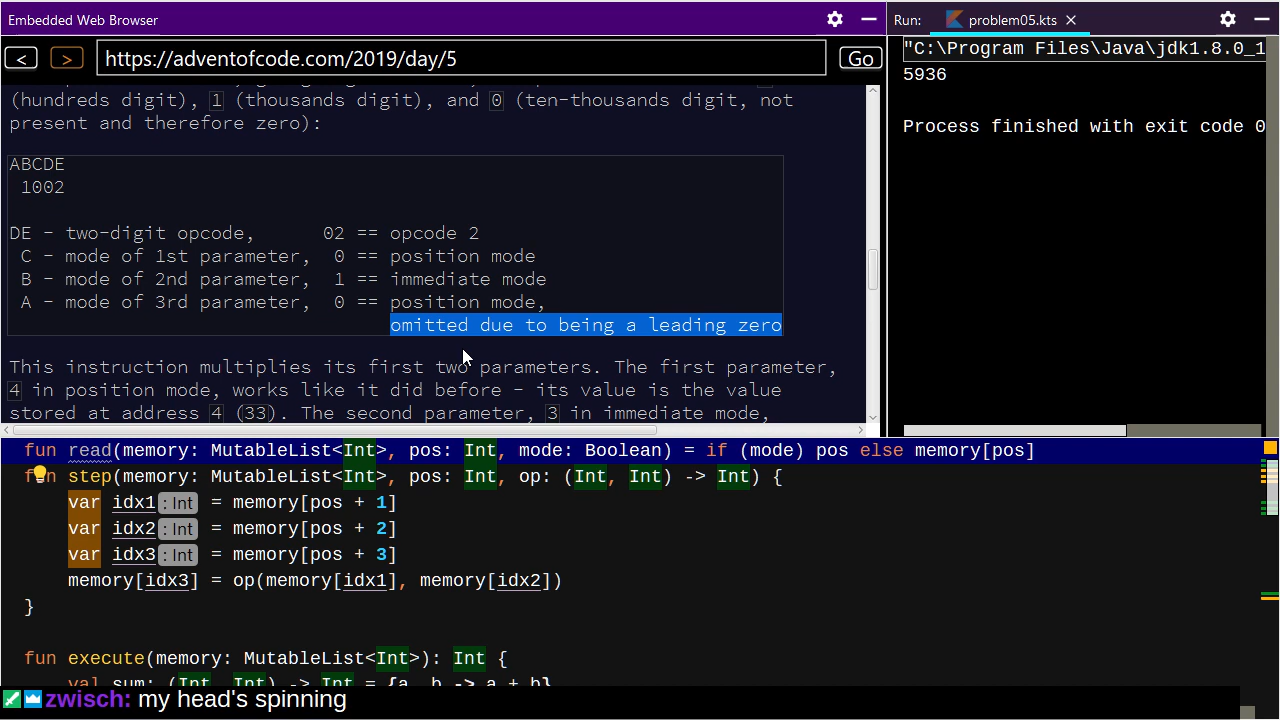 Embedded Web Browser
Run: problem05.kts
< > https://adventofcode.com/2019/day/5 Go
(hundreds digit), 1 (thousands digit), and 0 (ten-thousands digit, not
present and therefore zero):
ABCDE
1002
DE - two-digit opcode, 02 == opcode 2
C - mode of 1st parameter, 0 == position mode
B - mode of 2nd parameter, 1 == immediate mode
A - mode of 3rd parameter, 0 == position mode,
omitted due to being a leading zero
This instruction multiplies its first two parameters. The first parameter,
4 in position mode, works like it did before - its value is the value
stored at address 4 (33). The second parameter, 3 in immediate mode,
"C:\Program Files\Java\jdk1.8.0_1
5936
Process finished with exit code 0
fun read(memory: MutableList<Int>, pos: Int, mode: Boolean) = if (mode) pos else memory[pos]
fun step(memory: MutableList<Int>, pos: Int, op: (Int, Int) -> Int) {
var idx1 : Int = memory[pos + 1]
var idx2 : Int = memory[pos + 2]
var idx3 : Int = memory[pos + 3]
memory[idx3] = op(memory[idx1], memory[idx2])
}
fun execute(memory: MutableList<Int>): Int {
val sum: (Int, Int) -> Int = {a, b -> a + b}
zwisch: my head's spinning